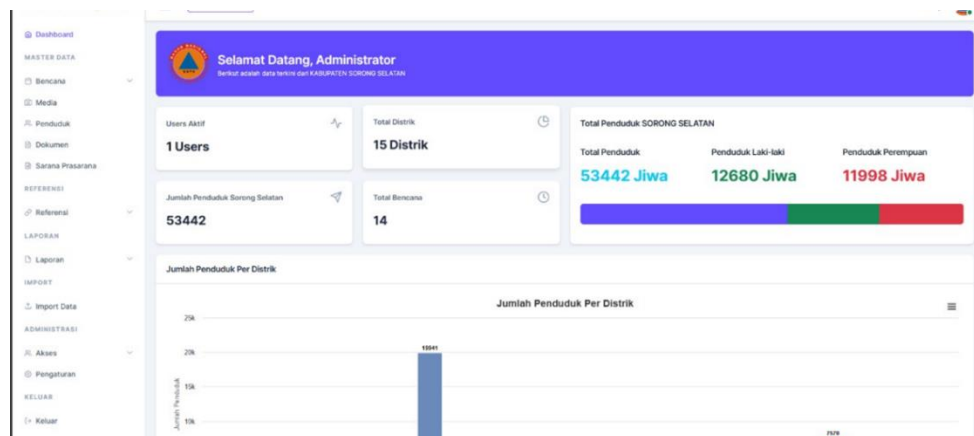 Dashboard
MASTER DATA
Bencana
Media
Penduduk
Dokumen
Sarana Prasarana
REFERENSI
Referensi
LAPORAN
Laporan
IMPORT
Import Data
ADMINISTRASI
Akses
Pengaturan
KELUAR
Keluar
Selamat Datang, Administrator
Berikut adalah data terkini dari KABUPATEN SORONG SELATAN
Users Aktif
1 Users
Total Distrik
15 Distrik
Jumlah Penduduk Sorong Selatan
53442
Total Bencana
14
Total Penduduk SORONG SELATAN
Total Penduduk Penduduk Laki-laki Penduduk Perempuan
53442 Jiwa 12680 Jiwa 11998 Jiwa
Jumlah Penduduk Per Distrik
Jumlah Penduduk Per Distrik
Jumlah Penduduk
25k
20k
15k
10k
7579